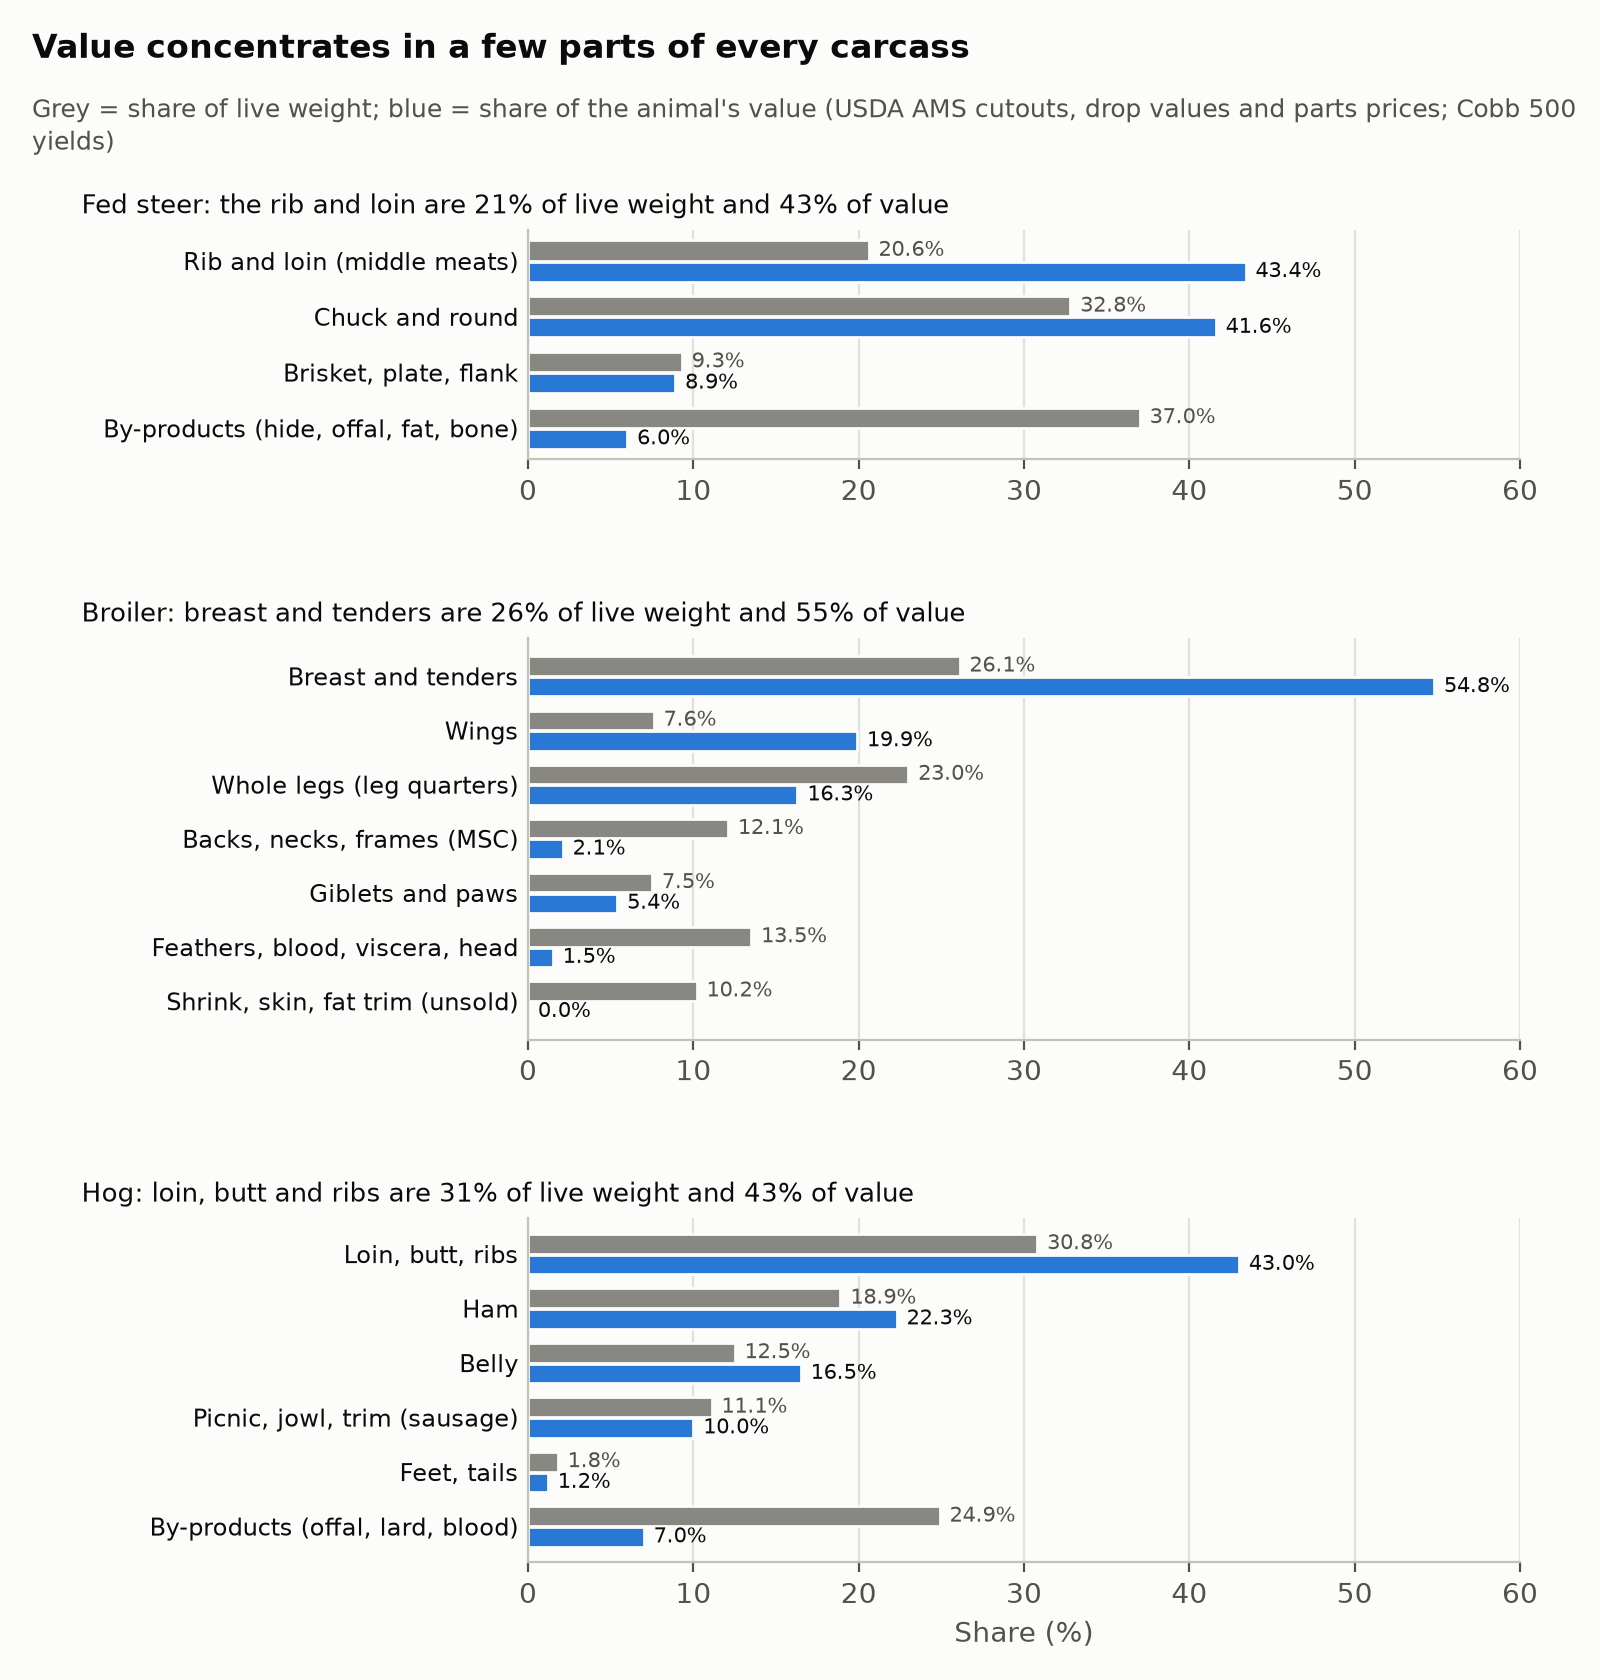 Value concentrates in a few parts of every carcass
Grey = share of live weight; blue = share of the animal's value (USDA AMS cutouts, drop values and parts prices; Cobb 500
yields)
Fed steer: the rib and loin are 21% of live weight and 43% of value
Rib and loin (middle meats) 20.6% 43.4%
Chuck and round 32.8% 41.6%
Brisket, plate, flank 9.3% 8.9%
By-products (hide, offal, fat, bone) 37.0% 6.0%
0 10 20 30 40 50 60
Broiler: breast and tenders are 26% of live weight and 55% of value
Breast and tenders 26.1% 54.8%
Wings 7.6% 19.9%
Whole legs (leg quarters) 23.0% 16.3%
Backs, necks, frames (MSC) 12.1% 2.1%
Giblets and paws 7.5% 5.4%
Feathers, blood, viscera, head 13.5% 1.5%
Shrink, skin, fat trim (unsold) 10.2% 0.0%
0 10 20 30 40 50 60
Hog: loin, butt and ribs are 31% of live weight and 43% of value
Loin, butt, ribs 30.8% 43.0%
Ham 18.9% 22.3%
Belly 12.5% 16.5%
Picnic, jowl, trim (sausage) 11.1% 10.0%
Feet, tails 1.8% 1.2%
By-products (offal, lard, blood) 24.9% 7.0%
0 10 20 30 40 50 60
Share (%)